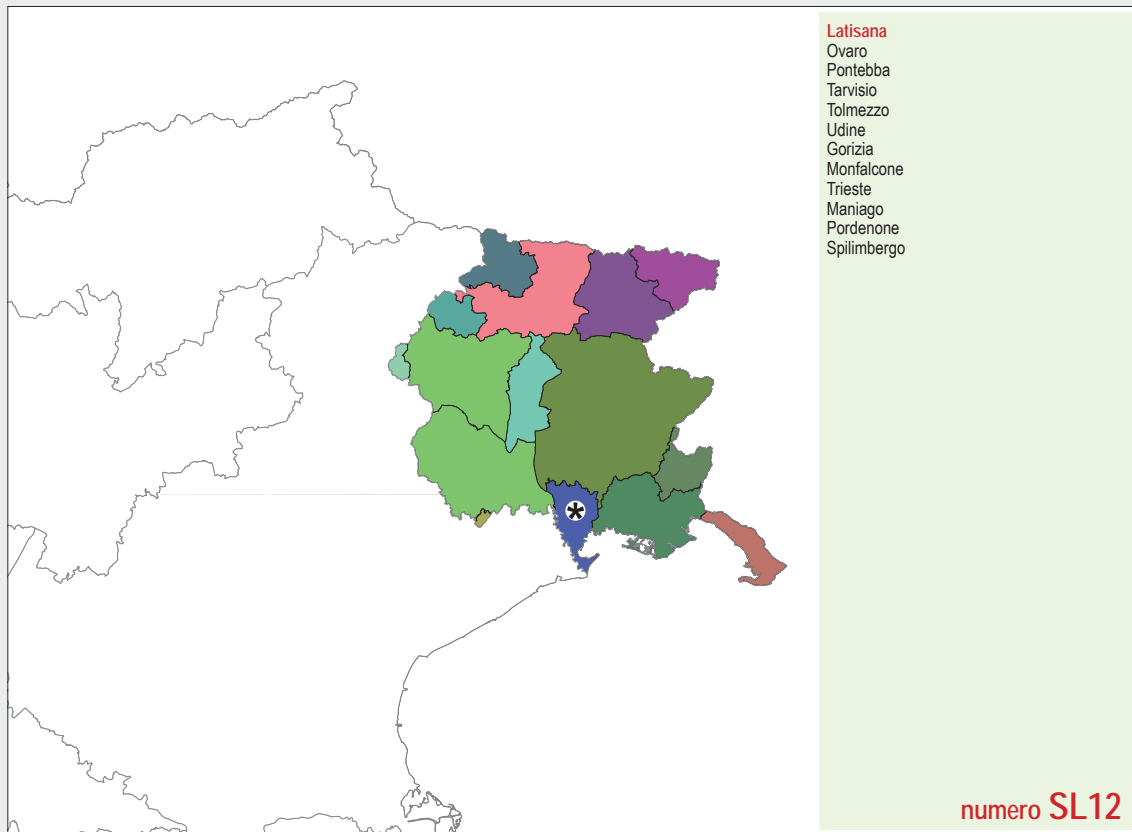 Latisana
Ovaro
Pontebba
Tarvisio
Tolmezzo
Udine
Gorizia
Monfalcone
Trieste
Maniago
Pordenone
Spilimbergo
*
numero SL12